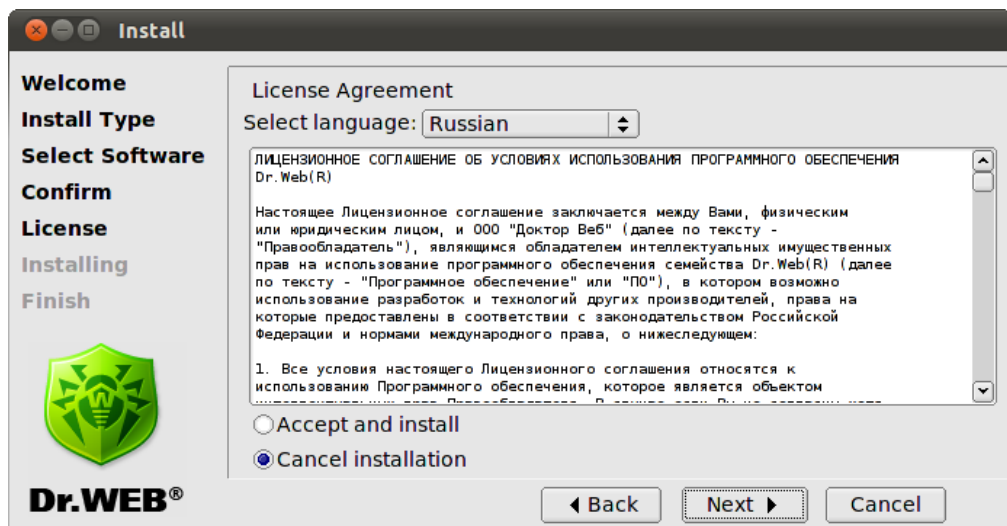 Install
Welcome
Install Type
Select Software
Confirm
License
Installing
Finish
Dr.WEB®
License Agreement
Select language: Russian
ЛИЦЕНЗИОННОЕ СОГЛАШЕНИЕ ОБ УСЛОВИЯХ ИСПОЛЬЗОВАНИЯ ПРОГРАММНОГО ОБЕСПЕЧЕНИЯ
Dr.Web(R)
Настоящее Лицензионное соглашение заключается между Вами, физическим
или юридическим лицом, и ООО "Доктор Веб" (далее по тексту -
"Правообладатель"), являющимся обладателем интеллектуальных имущественных
прав на использование программного обеспечения семейства Dr.Web(R) (далее
по тексту - "Программное обеспечение" или "ПО"), в котором возможно
использование разработок и технологий других производителей, права на
которые предоставлены в соответствии с законодательством Российской
Федерации и нормами международного права, о нижеследующем:
1. Все условия настоящего Лицензионного соглашения относятся к
использованию Программного обеспечения, которое является объектом
Accept and install
Cancel installation
Back
Next
Cancel